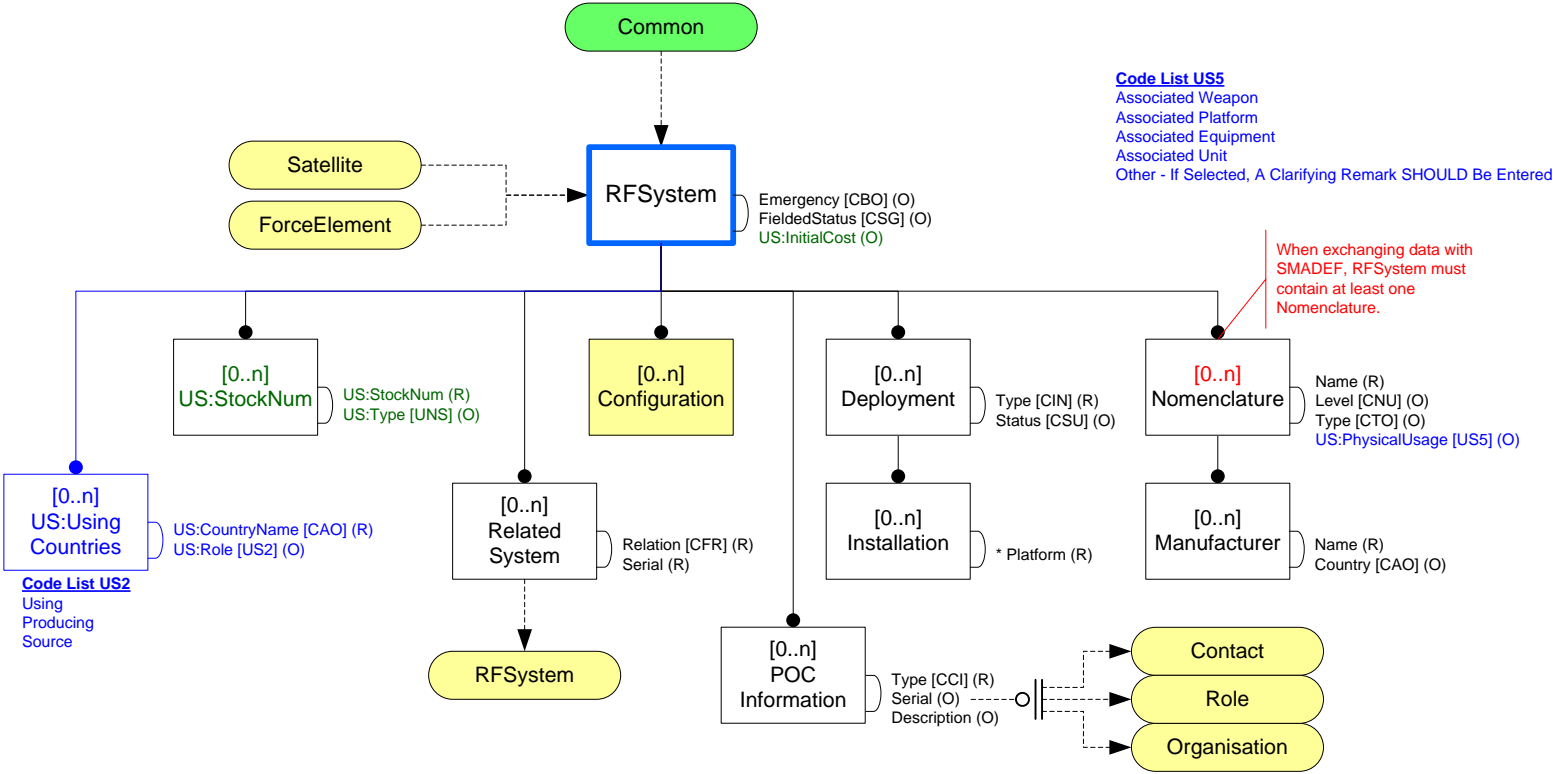 Common
Code List US5
Associated Weapon
Associated Platform
Associated Equipment
Associated Unit
Other - If Selected, A Clarifying Remark SHOULD Be Entered
Satellite
ForceElement
RFSystem
Emergency [CBO] (O)
FieldedStatus [CSG] (O)
US:InitialCost (O)
When exchanging data with
SMADEF, RFSystem must
contain at least one
Nomenclature.
[0..n]
US:StockNum
US:StockNum (R)
US:Type [UNS] (O)
[0..n]
Configuration
[0..n]
Deployment
Type [CIN] (R)
Status [CSU] (O)
[0..n]
Nomenclature
Name (R)
Level [CNU] (O)
Type [CTO] (O)
US:PhysicalUsage [US5] (O)
[0..n]
US:Using
Countries
US:CountryName [CAO] (R)
US:Role [US2] (O)
Code List US2
Using
Producing
Source
[0..n]
Related
System
Relation [CFR] (R)
Serial (R)
[0..n]
Installation
* Platform (R)
[0..n]
Manufacturer
Name (R)
Country [CAO] (O)
RFSystem
[0..n]
POC
Information
Type [CCI] (R)
Serial (O)
Description (O)
Contact
Role
Organisation